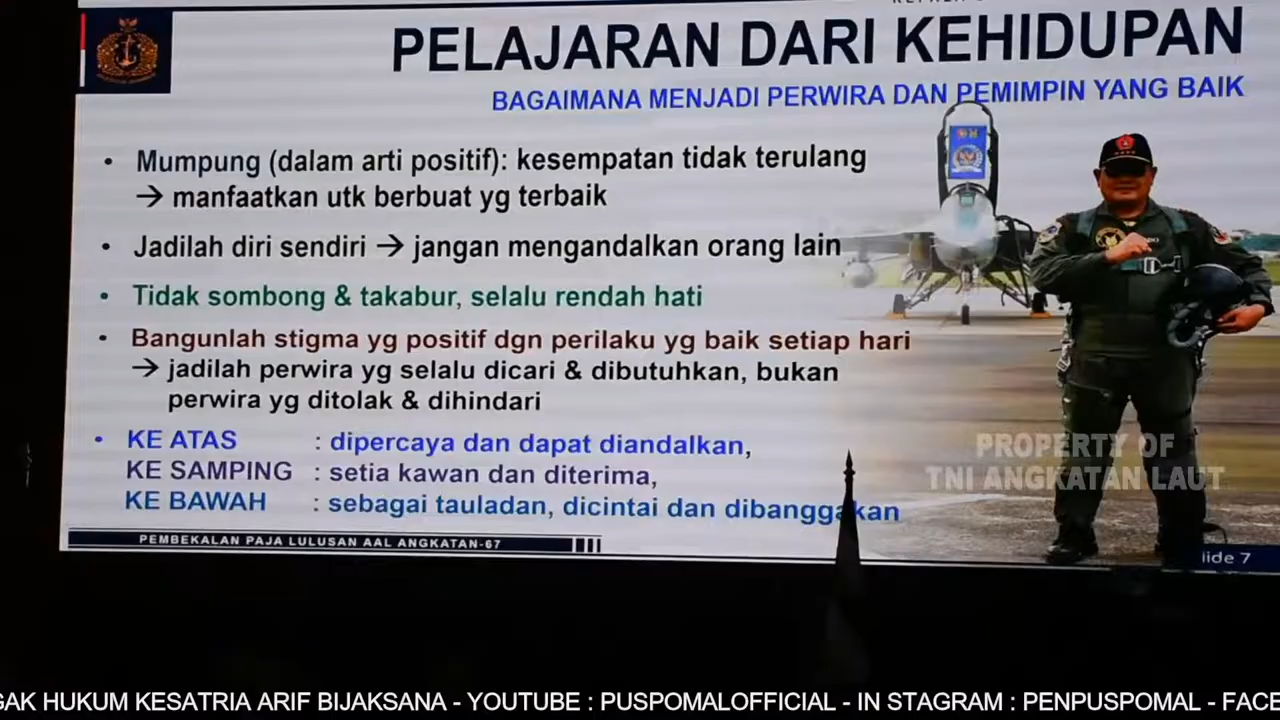 PELAJARAN DARI KEHIDUPAN
BAGAIMANA MENJADI PERWIRA DAN PEMIMPIN YANG BAIK
• Mumpung (dalam arti positif): kesempatan tidak terulang
→ manfaatkan utk berbuat yg terbaik
• Jadilah diri sendiri → jangan mengandalkan orang lain
• Tidak sombong & takabur, selalu rendah hati
• Bangunlah stigma yg positif dgn perilaku yg baik setiap hari
→ jadilah perwira yg selalu dicari & dibutuhkan, bukan
perwira yg ditolak & dihindari
• KE ATAS : dipercaya dan dapat diandalkan,
KE SAMPING : setia kawan dan diterima,
KE BAWAH : sebagai tauladan, dicintai dan dibanggakan
PROPERTY OF
TNI ANGKATAN LAUT
PEMBEKALAN PAJA LULUSAN AAL ANGKATAN-67
lide 7
GAK HUKUM KESATRIA ARIF BIJAKSANA - YOUTUBE : PUSPOMALOFFICIAL - IN STAGRAM : PENPUSPOMAL - FACE